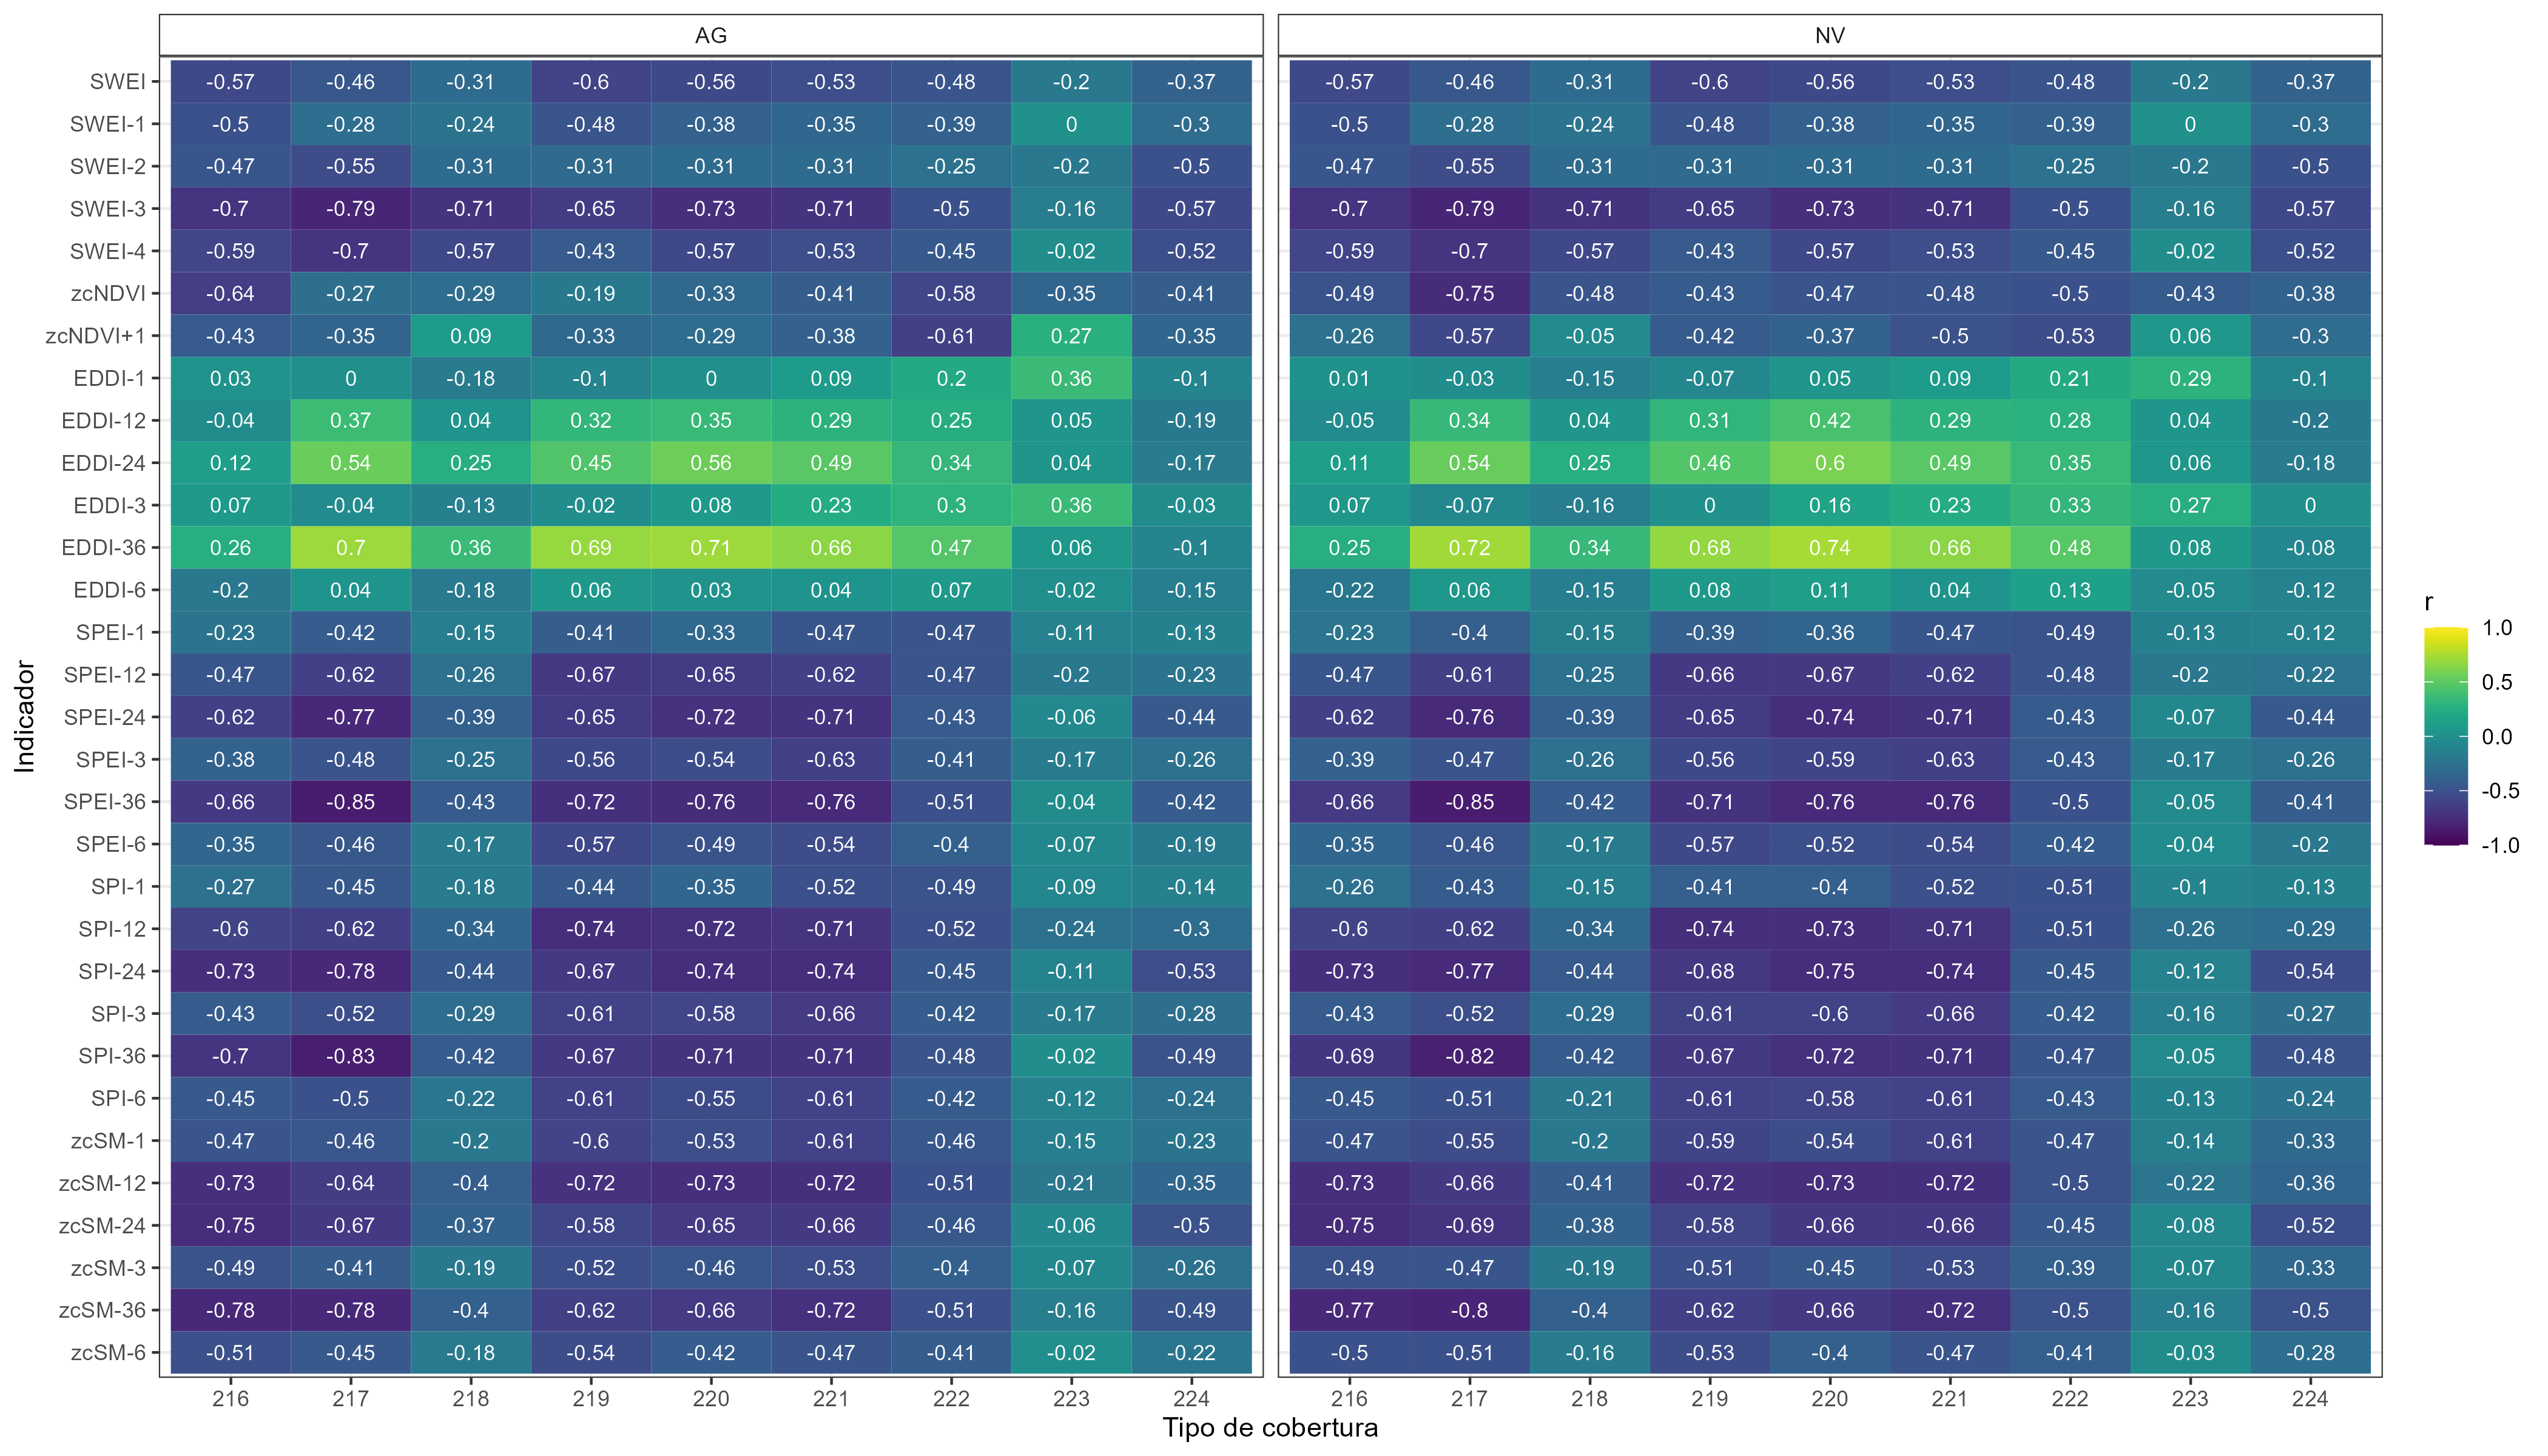 AG NV
SWEI -0.57 -0.46 -0.31 -0.6 -0.56 -0.53 -0.48 -0.2 -0.37 -0.57 -0.46 -0.31 -0.6 -0.56 -0.53 -0.48 -0.2 -0.37
SWEI-1 -0.5 -0.28 -0.24 -0.48 -0.38 -0.35 -0.39 0 -0.3 -0.5 -0.28 -0.24 -0.48 -0.38 -0.35 -0.39 0 -0.3
SWEI-2 -0.47 -0.55 -0.31 -0.31 -0.31 -0.31 -0.25 -0.2 -0.5 -0.47 -0.55 -0.31 -0.31 -0.31 -0.31 -0.25 -0.2 -0.5
SWEI-3 -0.7 -0.79 -0.71 -0.65 -0.73 -0.71 -0.5 -0.16 -0.57 -0.7 -0.79 -0.71 -0.65 -0.73 -0.71 -0.5 -0.16 -0.57
SWEI-4 -0.59 -0.7 -0.57 -0.43 -0.57 -0.53 -0.45 -0.02 -0.52 -0.59 -0.7 -0.57 -0.43 -0.57 -0.53 -0.45 -0.02 -0.52
zcNDVI -0.64 -0.27 -0.29 -0.19 -0.33 -0.41 -0.58 -0.35 -0.41 -0.49 -0.75 -0.48 -0.43 -0.47 -0.48 -0.5 -0.43 -0.38
zcNDVI+1 -0.43 -0.35 0.09 -0.33 -0.29 -0.38 -0.61 0.27 -0.35 -0.26 -0.57 -0.05 -0.42 -0.37 -0.5 -0.53 0.06 -0.3
EDDI-1 0.03 0 -0.18 -0.1 0 0.09 0.2 0.36 -0.1 0.01 -0.03 -0.15 -0.07 0.05 0.09 0.21 0.29 -0.1
EDDI-12 -0.04 0.37 0.04 0.32 0.35 0.29 0.25 0.05 -0.19 -0.05 0.34 0.04 0.31 0.42 0.29 0.28 0.04 -0.2
EDDI-24 0.12 0.54 0.25 0.45 0.56 0.49 0.34 0.04 -0.17 0.11 0.54 0.25 0.46 0.6 0.49 0.35 0.06 -0.18
EDDI-3 0.07 -0.04 -0.13 -0.02 0.08 0.23 0.3 0.36 -0.03 0.07 -0.07 -0.16 0 0.16 0.23 0.33 0.27 0
EDDI-36 0.26 0.7 0.36 0.69 0.71 0.66 0.47 0.06 -0.1 0.25 0.72 0.34 0.68 0.74 0.66 0.48 0.08 -0.08
EDDI-6 -0.2 0.04 -0.18 0.06 0.03 0.04 0.07 -0.02 -0.15 -0.22 0.06 -0.15 0.08 0.11 0.04 0.13 -0.05 -0.12
SPEI-1 -0.23 -0.42 -0.15 -0.41 -0.33 -0.47 -0.47 -0.11 -0.13 -0.23 -0.4 -0.15 -0.39 -0.36 -0.47 -0.49 -0.13 -0.12
SPEI-12 -0.47 -0.62 -0.26 -0.67 -0.65 -0.62 -0.47 -0.2 -0.23 -0.47 -0.61 -0.25 -0.66 -0.67 -0.62 -0.48 -0.2 -0.22
SPEI-24 -0.62 -0.77 -0.39 -0.65 -0.72 -0.71 -0.43 -0.06 -0.44 -0.62 -0.76 -0.39 -0.65 -0.74 -0.71 -0.43 -0.07 -0.44
SPEI-3 -0.38 -0.48 -0.25 -0.56 -0.54 -0.63 -0.41 -0.17 -0.26 -0.39 -0.47 -0.26 -0.56 -0.59 -0.63 -0.43 -0.17 -0.26
SPEI-36 -0.66 -0.85 -0.43 -0.72 -0.76 -0.76 -0.51 -0.04 -0.42 -0.66 -0.85 -0.42 -0.71 -0.76 -0.76 -0.5 -0.05 -0.41
SPEI-6 -0.35 -0.46 -0.17 -0.57 -0.49 -0.54 -0.4 -0.07 -0.19 -0.35 -0.46 -0.17 -0.57 -0.52 -0.54 -0.42 -0.04 -0.2
SPI-1 -0.27 -0.45 -0.18 -0.44 -0.35 -0.52 -0.49 -0.09 -0.14 -0.26 -0.43 -0.15 -0.41 -0.4 -0.52 -0.51 -0.1 -0.13
SPI-12 -0.6 -0.62 -0.34 -0.74 -0.72 -0.71 -0.52 -0.24 -0.3 -0.6 -0.62 -0.34 -0.74 -0.73 -0.71 -0.51 -0.26 -0.29
SPI-24 -0.73 -0.78 -0.44 -0.67 -0.74 -0.74 -0.45 -0.11 -0.53 -0.73 -0.77 -0.44 -0.68 -0.75 -0.74 -0.45 -0.12 -0.54
SPI-3 -0.43 -0.52 -0.29 -0.61 -0.58 -0.66 -0.42 -0.17 -0.28 -0.43 -0.52 -0.29 -0.61 -0.6 -0.66 -0.42 -0.16 -0.27
SPI-36 -0.7 -0.83 -0.42 -0.67 -0.71 -0.71 -0.48 -0.02 -0.49 -0.69 -0.82 -0.42 -0.67 -0.72 -0.71 -0.47 -0.05 -0.48
SPI-6 -0.45 -0.5 -0.22 -0.61 -0.55 -0.61 -0.42 -0.12 -0.24 -0.45 -0.51 -0.21 -0.61 -0.58 -0.61 -0.43 -0.13 -0.24
zcSM-1 -0.47 -0.46 -0.2 -0.6 -0.53 -0.61 -0.46 -0.15 -0.23 -0.47 -0.55 -0.2 -0.59 -0.54 -0.61 -0.47 -0.14 -0.33
zcSM-12 -0.73 -0.64 -0.4 -0.72 -0.73 -0.72 -0.51 -0.21 -0.35 -0.73 -0.66 -0.41 -0.72 -0.73 -0.72 -0.5 -0.22 -0.36
zcSM-24 -0.75 -0.67 -0.37 -0.58 -0.65 -0.66 -0.46 -0.06 -0.5 -0.75 -0.69 -0.38 -0.58 -0.66 -0.66 -0.45 -0.08 -0.52
zcSM-3 -0.49 -0.41 -0.19 -0.52 -0.46 -0.53 -0.4 -0.07 -0.26 -0.49 -0.47 -0.19 -0.51 -0.45 -0.53 -0.39 -0.07 -0.33
zcSM-36 -0.78 -0.78 -0.4 -0.62 -0.66 -0.72 -0.51 -0.16 -0.49 -0.77 -0.8 -0.4 -0.62 -0.66 -0.72 -0.5 -0.16 -0.5
zcSM-6 -0.51 -0.45 -0.18 -0.54 -0.42 -0.47 -0.41 -0.02 -0.22 -0.5 -0.51 -0.16 -0.53 -0.4 -0.47 -0.41 -0.03 -0.28
216 217 218 219 220 221 222 223 224 216 217 218 219 220 221 222 223 224
Tipo de cobertura
Indicador
r
1.0
0.5
0.0
-0.5
-1.0